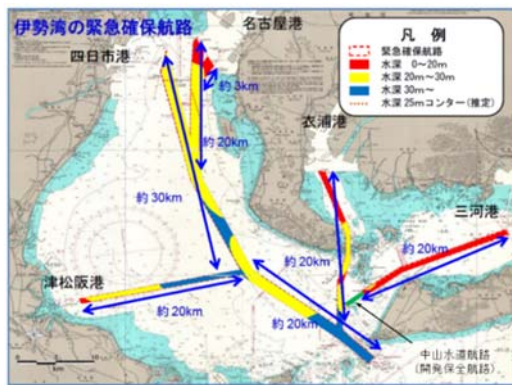 伊勢湾の緊急確保航路
名古屋港
四日市港
凡 例
緊急確保航路
水深 0～20m
水深 20m～30m
水深 30m～
水深 25mコンター(推定)
約 3km
衣浦港
約 20km
約 30km
三河港
約 20km
約 20km
津松阪港
約 20km
約 20km
中山水道航路
(開発保全航路)